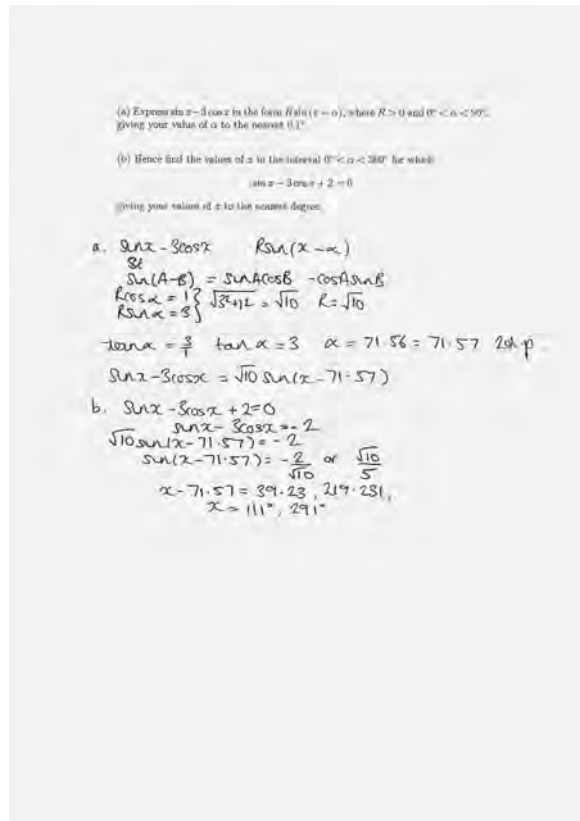 (a) Express sin x − 3 cos x in the form R sin (x − α), where R > 0 and 0° < α < 90°,
giving your value of α to the nearest 0.1°
(b) Hence find the values of x in the interval 0° < α < 360° for which
sin x − 3 cos x + 2 = 0
giving your values of x to the nearest degree.
a. sinx - 3cosx Rsin(x - α)
sin(A-B) = sinAcosB - cosAsinB
Rcosα = 1 } √3²+1² = √10 R = √10
Rsinα = 3
tanα = 3/1 tan α = 3 α = 71.56 = 71.57 2d.p
sinx - 3cosx = √10 sin(x - 71.57)
b. sinx - 3cosx + 2=0
sinx - 3cosx = - 2
√10 sin(x - 71.57) = - 2
sin(x - 71.57) = - 2/√10 or √10/5
x - 71.57 = 39.23, 219.231,
x = 111°, 291°